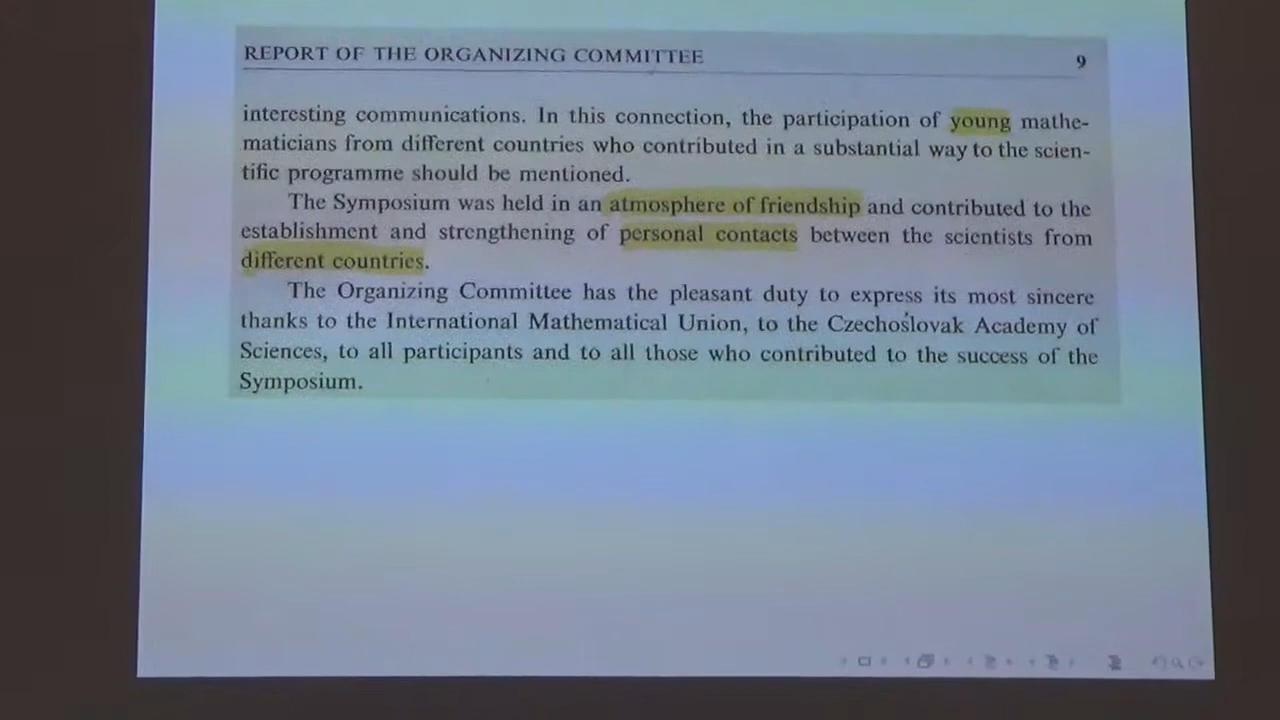 REPORT OF THE ORGANIZING COMMITTEE 9
interesting communications. In this connection, the participation of young mathe-
maticians from different countries who contributed in a substantial way to the scien-
tific programme should be mentioned.
The Symposium was held in an atmosphere of friendship and contributed to the
establishment and strengthening of personal contacts between the scientists from
different countries.
The Organizing Committee has the pleasant duty to express its most sincere
thanks to the International Mathematical Union, to the Czechoslovak Academy of
Sciences, to all participants and to all those who contributed to the success of the
Symposium.